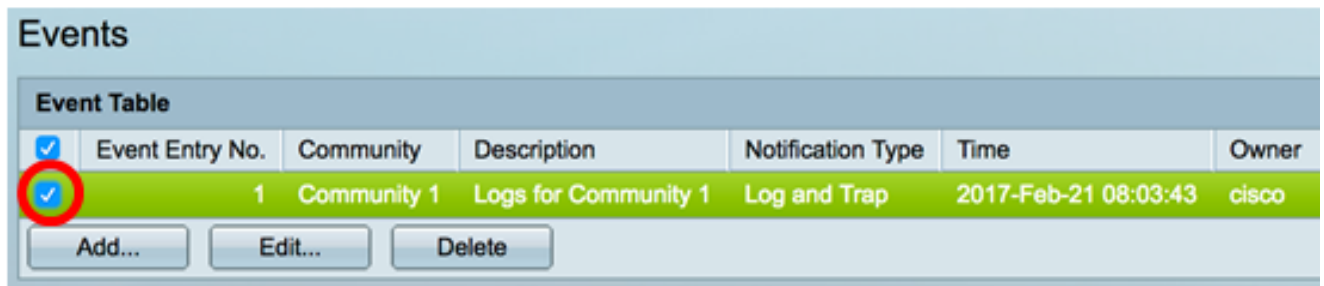 Events
Event Table
Event Entry No. Community Description Notification Type Time Owner
1 Community 1 Logs for Community 1 Log and Trap 2017-Feb-21 08:03:43 cisco
Add... Edit... Delete